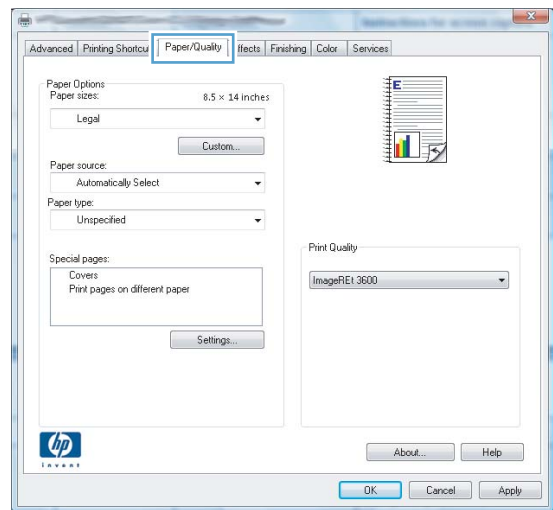 Advanced Printing Shortcu Paper/Quality ffects Finishing Color Services
Paper Options
Paper sizes: 8.5 × 14 inches
Legal
Custom...
Paper source:
Automatically Select
Paper type:
Unspecified
Special pages:
Covers
Print pages on different paper
Settings...
E
Print Quality
ImageREt 3600
hp
invent
About... Help
OK Cancel Apply